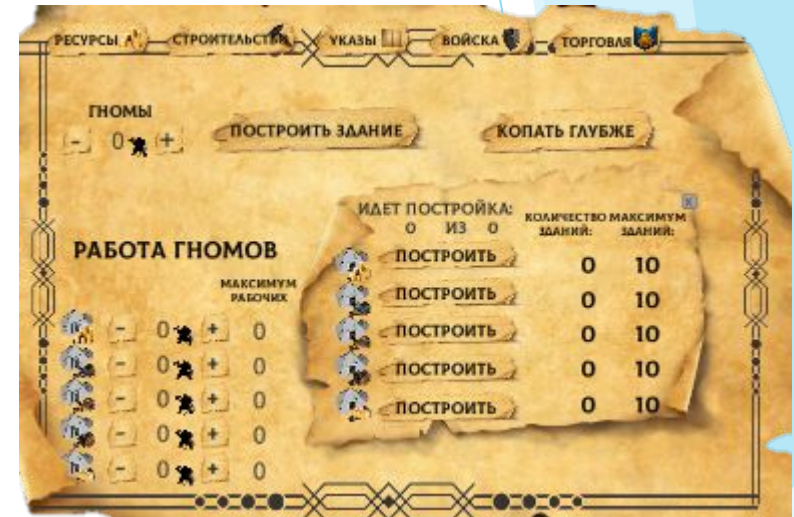 РЕСУРСЫ
СТРОИТЕЛЬСТВО
УКАЗЫ
ВОЙСКА
ТОРГОВЛЯ
ГНОМЫ
- 0 +
ПОСТРОИТЬ ЗДАНИЕ
КОПАТЬ ГЛУБЖЕ
РАБОТА ГНОМОВ
МАКСИМУМ
РАБОЧИХ
- 0 + 0
- 0 + 0
- 0 + 0
- 0 + 0
- 0 + 0
ИДЕТ ПОСТРОЙКА:
0 ИЗ 0
КОЛИЧЕСТВО
ЗДАНИЙ:
МАКСИМУМ
ЗДАНИЙ:
ПОСТРОИТЬ 0 10
ПОСТРОИТЬ 0 10
ПОСТРОИТЬ 0 10
ПОСТРОИТЬ 0 10
ПОСТРОИТЬ 0 10